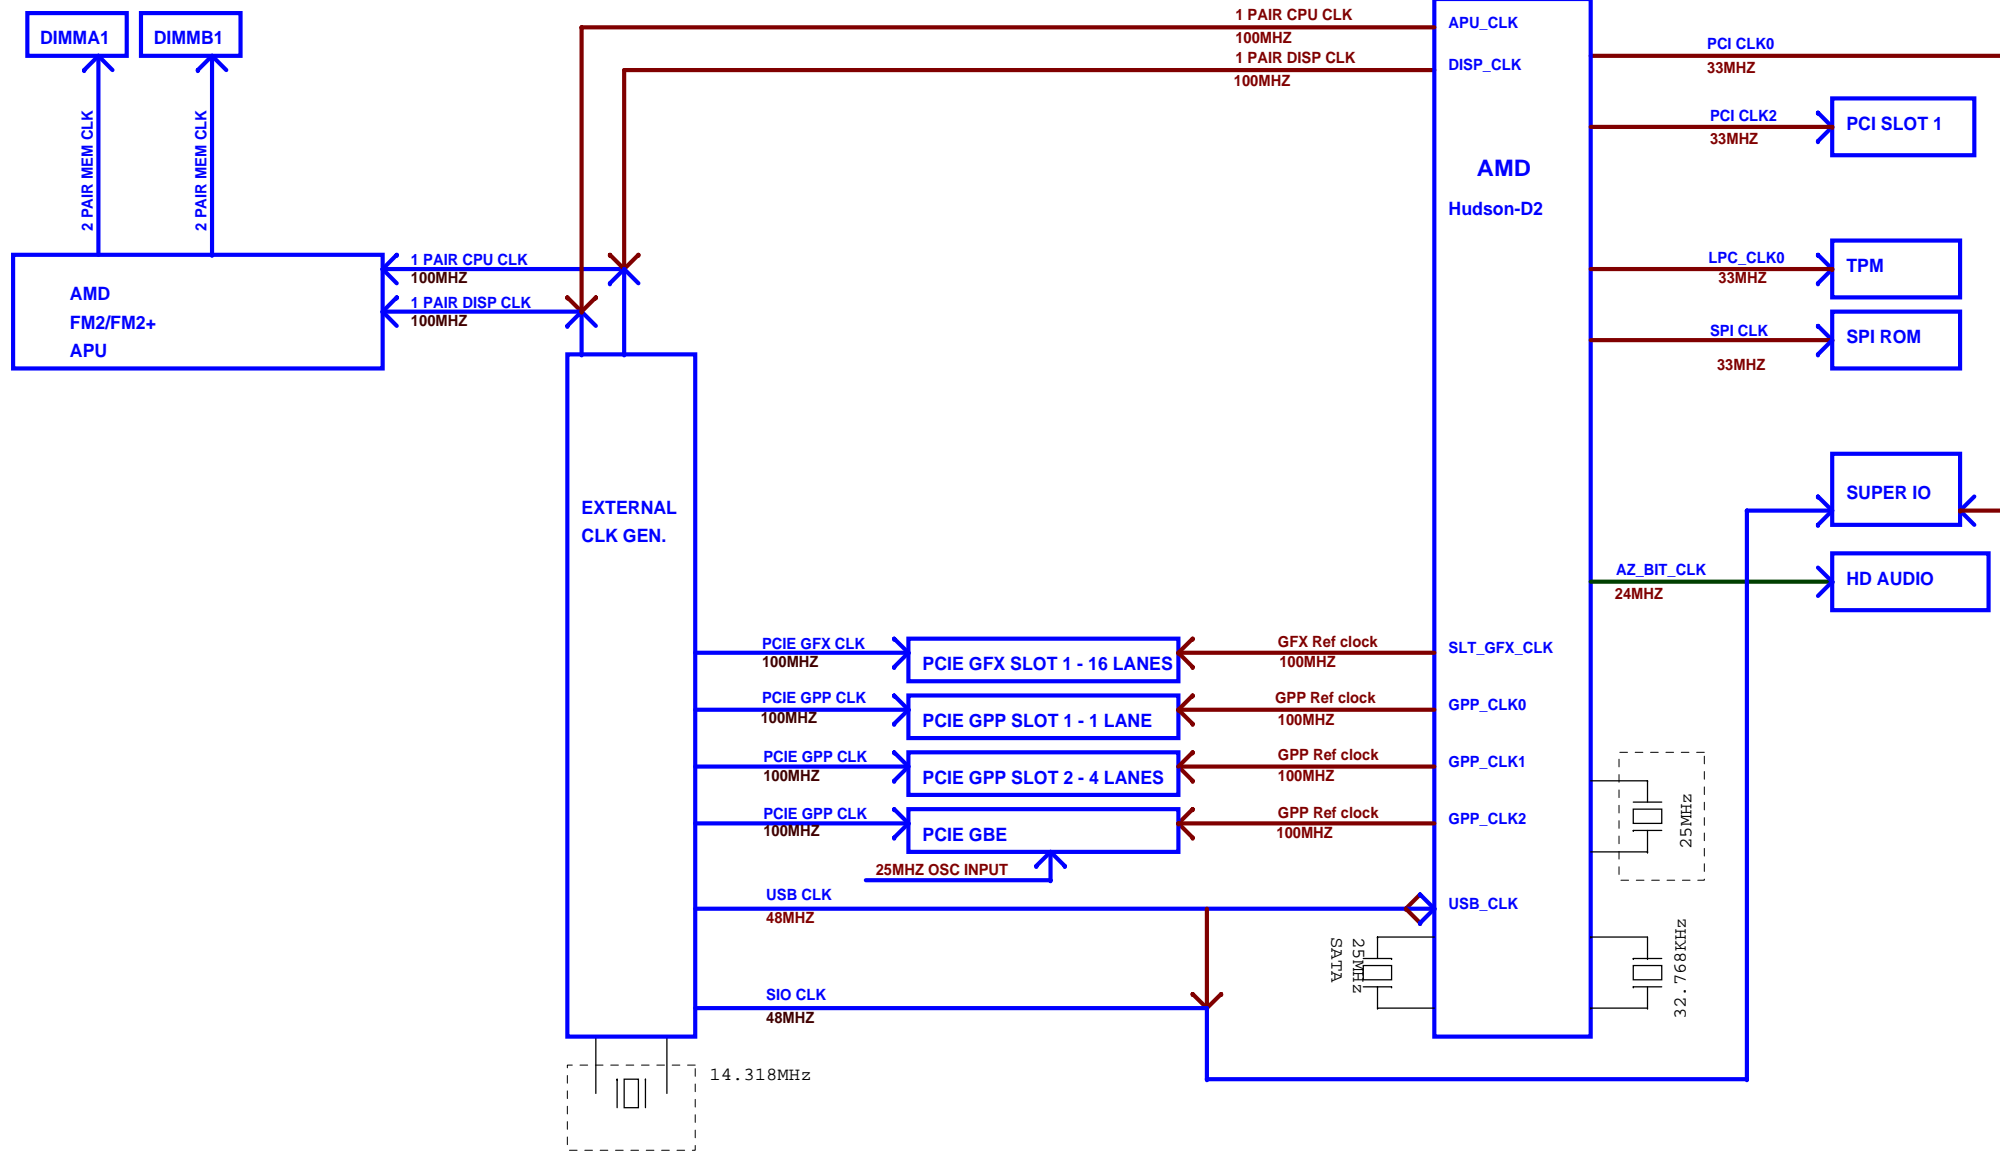 DIMMA1
DIMMB1
2 PAIR MEM CLK
2 PAIR MEM CLK
1 PAIR CPU CLK
100MHZ
1 PAIR DISP CLK
100MHZ
APU_CLK
DISP_CLK
AMD
Hudson-D2
PCI CLK0
33MHZ
PCI CLK2
33MHZ
PCI SLOT 1
LPC_CLK0
33MHZ
TPM
SPI CLK
33MHZ
SPI ROM
1 PAIR CPU CLK
100MHZ
1 PAIR DISP CLK
100MHZ
AMD
FM2/FM2+
APU
EXTERNAL
CLK GEN.
SUPER IO
AZ_BIT_CLK
24MHZ
HD AUDIO
PCIE GFX CLK
100MHZ
PCIE GFX SLOT 1 - 16 LANES
GFX Ref clock
100MHZ
SLT_GFX_CLK
PCIE GPP CLK
100MHZ
PCIE GPP SLOT 1 - 1 LANE
GPP Ref clock
100MHZ
GPP_CLK0
PCIE GPP CLK
100MHZ
PCIE GPP SLOT 2 - 4 LANES
GPP Ref clock
100MHZ
GPP_CLK1
PCIE GPP CLK
100MHZ
PCIE GBE
GPP Ref clock
100MHZ
GPP_CLK2
25MHz
25MHZ OSC INPUT
USB CLK
48MHZ
USB_CLK
25MHz
SATA
32.768KHz
SIO CLK
48MHZ
14.318MHz